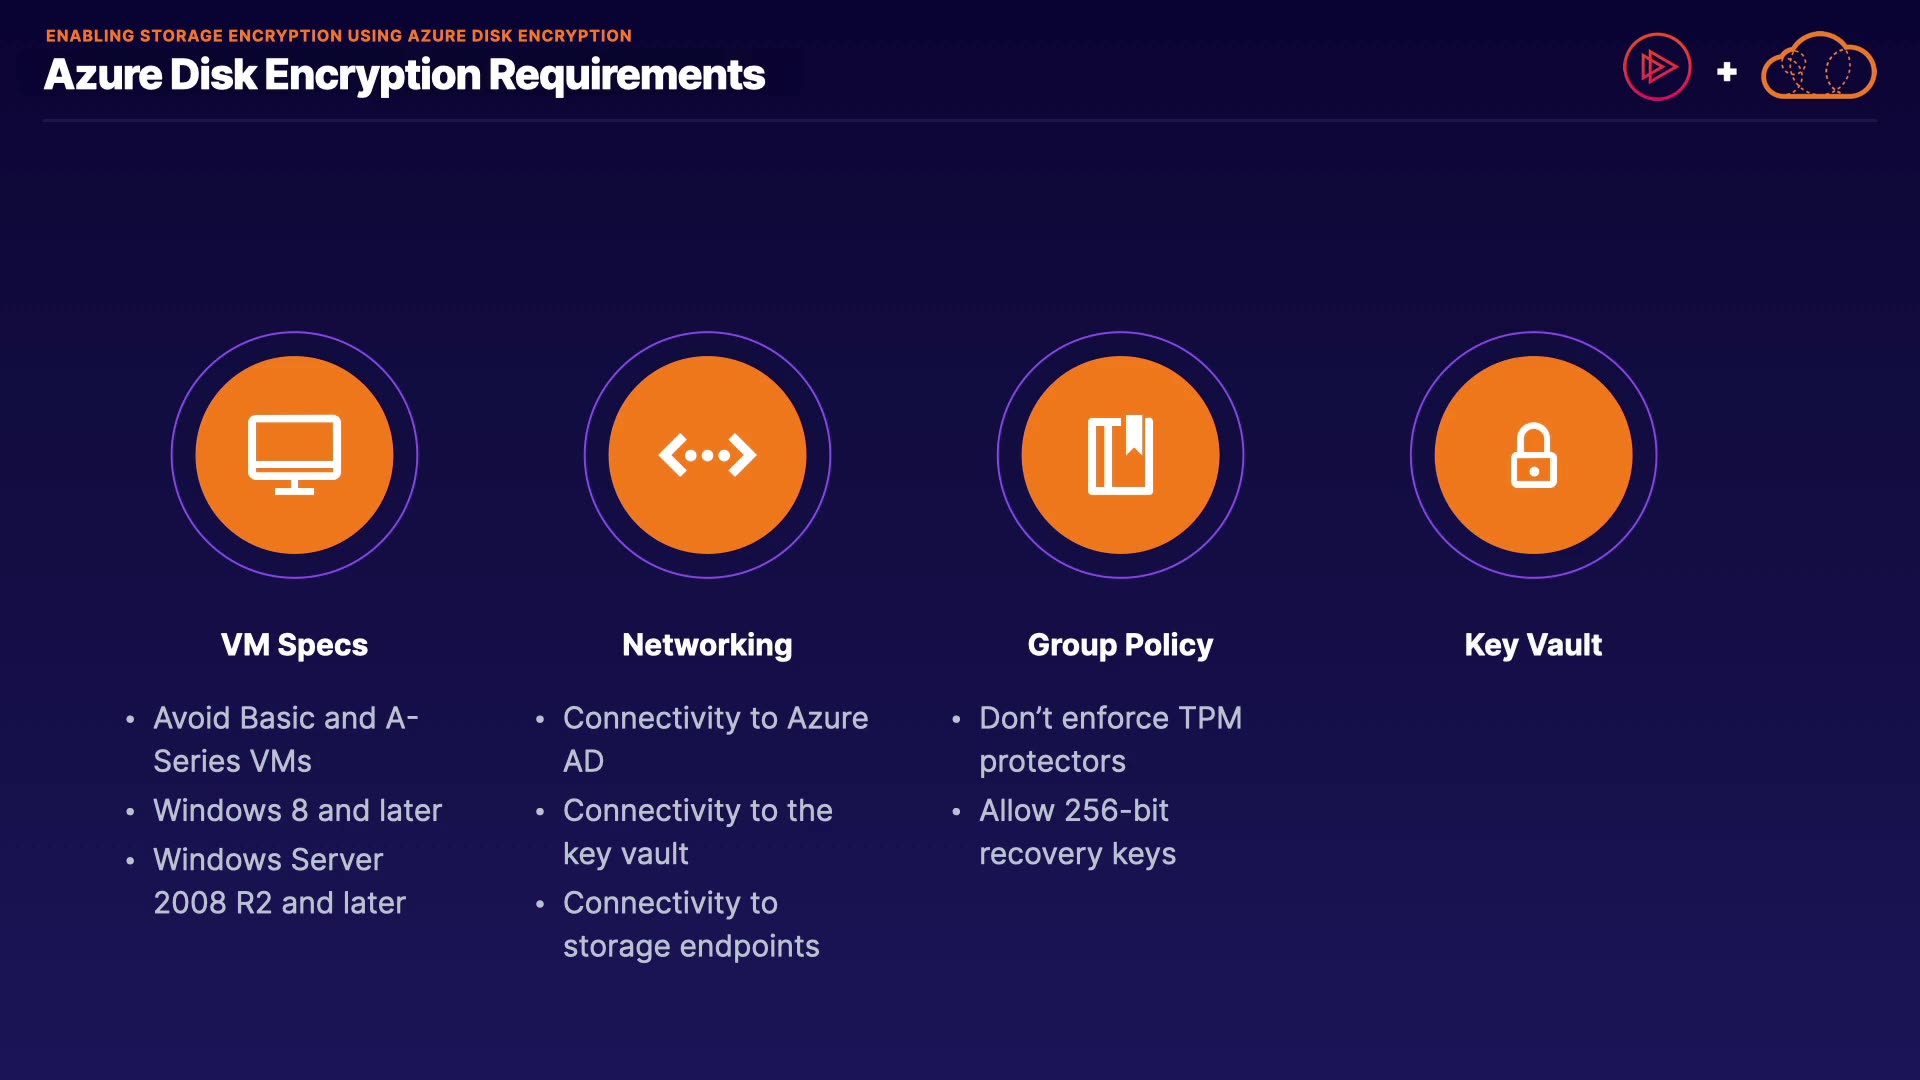 ENABLING STORAGE ENCRYPTION USING AZURE DISK ENCRYPTION
Azure Disk Encryption Requirements
VM Specs
• Avoid Basic and A-
Series VMs
• Windows 8 and later
• Windows Server
2008 R2 and later
Networking
• Connectivity to Azure
AD
• Connectivity to the
key vault
• Connectivity to
storage endpoints
Group Policy
• Don’t enforce TPM
protectors
• Allow 256-bit
recovery keys
Key Vault